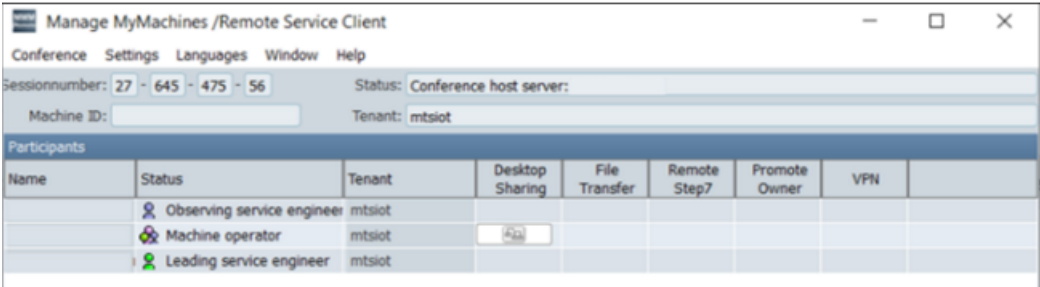 Manage MyMachines /Remote Service Client
Conference Settings Languages Window Help
Sessionnumber: 27 - 645 - 475 - 56 Status: Conference host server:
Machine ID: Tenant: mtsiot
Participants
Name Status Tenant Desktop Sharing File Transfer Remote Step7 Promote Owner VPN
Observing service engineer mtsiot
Machine operator mtsiot
Leading service engineer mtsiot